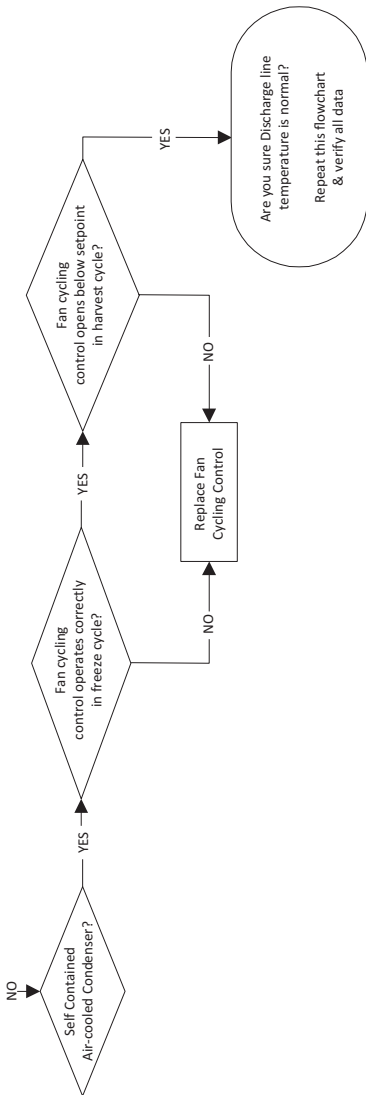 NO
Self Contained
Air-cooled Condenser?
YES
Fan cycling
control operates correctly
in freeze cycle?
YES
NO
Fan cycling
control opens below setpoint
in harvest cycle?
YES
NO
Replace Fan
Cycling Control
Are you sure Discharge line
temperature is normal?
Repeat this flowchart
& verify all data